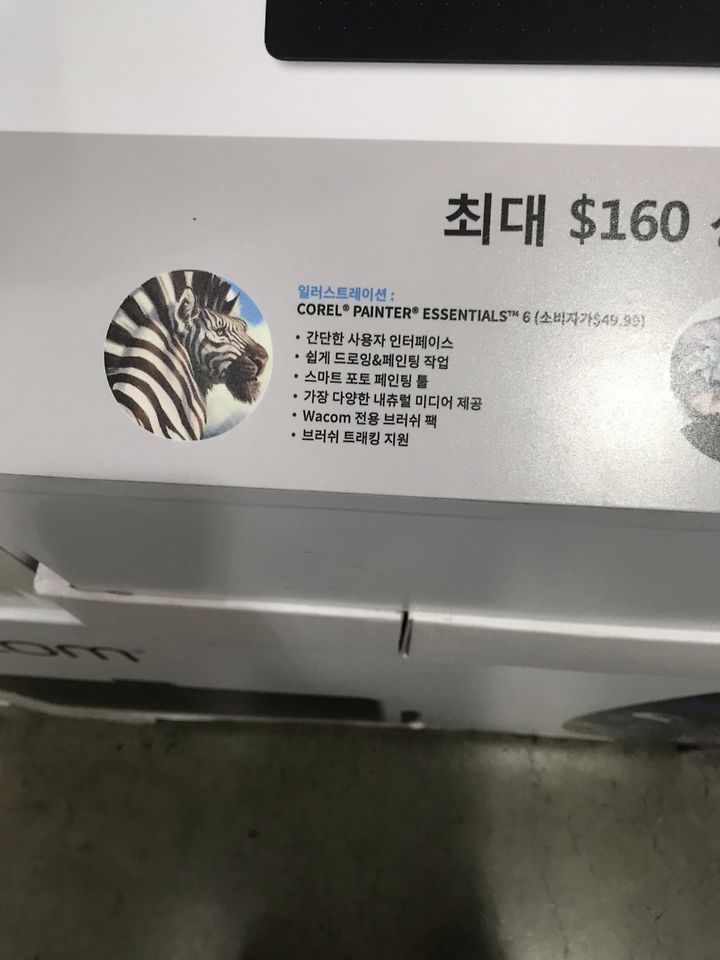 최대 $160
일러스트레이션 :
COREL® PAINTER® ESSENTIALS™ 6 (소비자가$49.99)
• 간단한 사용자 인터페이스
• 쉽게 드로잉&페인팅 작업
• 스마트 포토 페인팅 툴
• 가장 다양한 내츄럴 미디어 제공
• Wacom 전용 브러쉬 팩
• 브러쉬 트래킹 지원